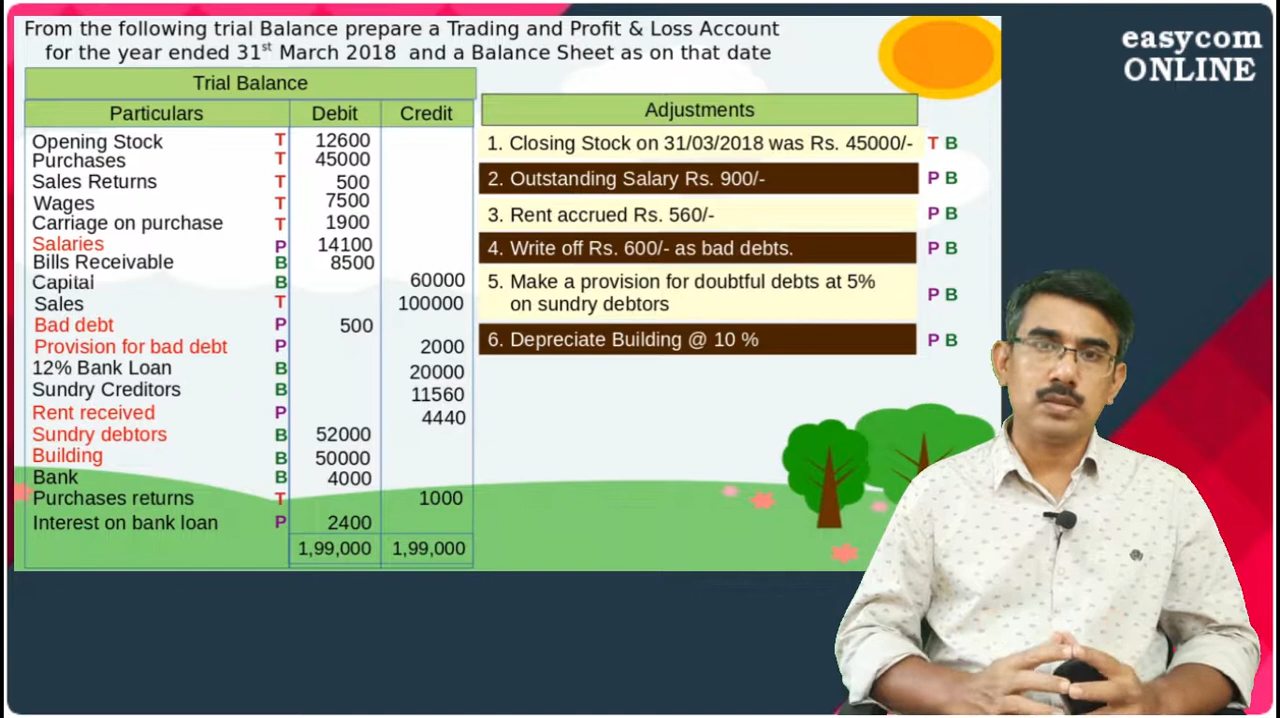 From the following trial Balance prepare a Trading and Profit & Loss Account
for the year ended 31st March 2018 and a Balance Sheet as on that date
easycom
ONLINE
Trial Balance
Particulars Debit Credit
Opening Stock T 12600
Purchases T 45000
Sales Returns T 500
Wages T 7500
Carriage on purchase T 1900
Salaries P 14100
Bills Receivable B 8500
Capital B 60000
Sales T 100000
Bad debt P 500
Provision for bad debt P 2000
12% Bank Loan B 20000
Sundry Creditors B 11560
Rent received P 4440
Sundry debtors B 52000
Building B 50000
Bank B 4000
Purchases returns T 1000
Interest on bank loan P 2400
1,99,000 1,99,000
Adjustments
1. Closing Stock on 31/03/2018 was Rs. 45000/- T B
2. Outstanding Salary Rs. 900/- P B
3. Rent accrued Rs. 560/- P B
4. Write off Rs. 600/- as bad debts. P B
5. Make a provision for doubtful debts at 5% P B
on sundry debtors
6. Depreciate Building @ 10 % P B